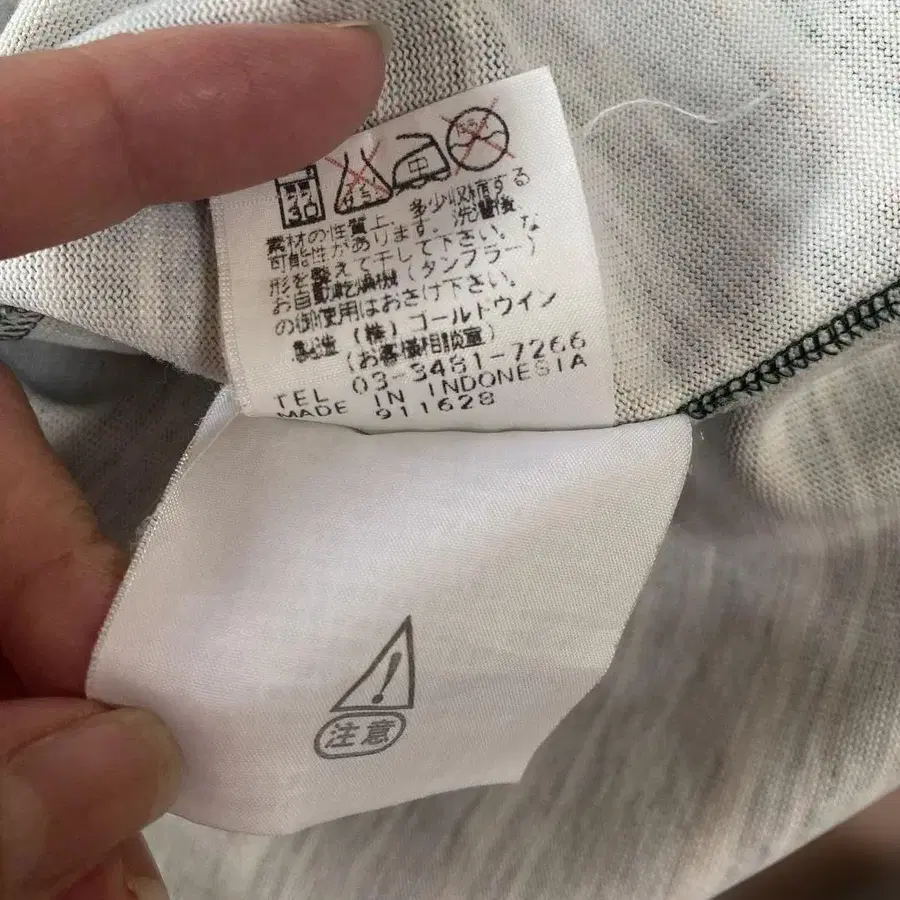 30
素材の性質上、多少収縮する
可能性があります。洗濯後、
形を整えて干して下さい。な
お自動乾燥機（タンブラー）
の御使用はおさけ下さい。
製造 （株）ゴールドウイン
（お客様相談室）
TEL 03-3481-7266
MADE IN INDONESIA
911628
注意